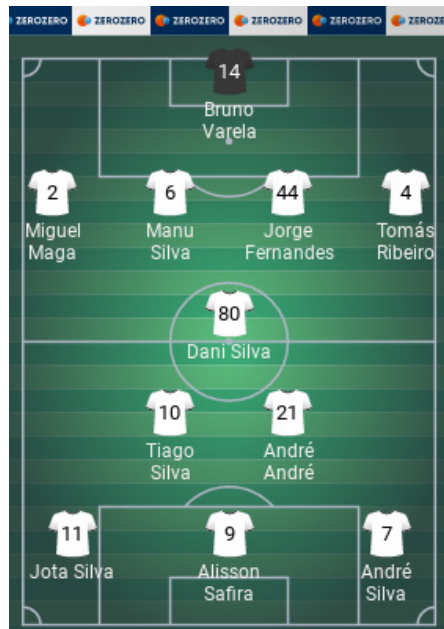 ZEROZERO ZEROZERO ZEROZERO ZEROZERO ZEROZERO ZEROZE
14
Bruno
Varela
2 6 44 4
Miguel Manu Jorge Tomás
Maga Silva Fernandes Ribeiro
80
Dani Silva
10 21
Tiago André
Silva André
11 9 7
Jota Silva Alisson André
Safira Silva